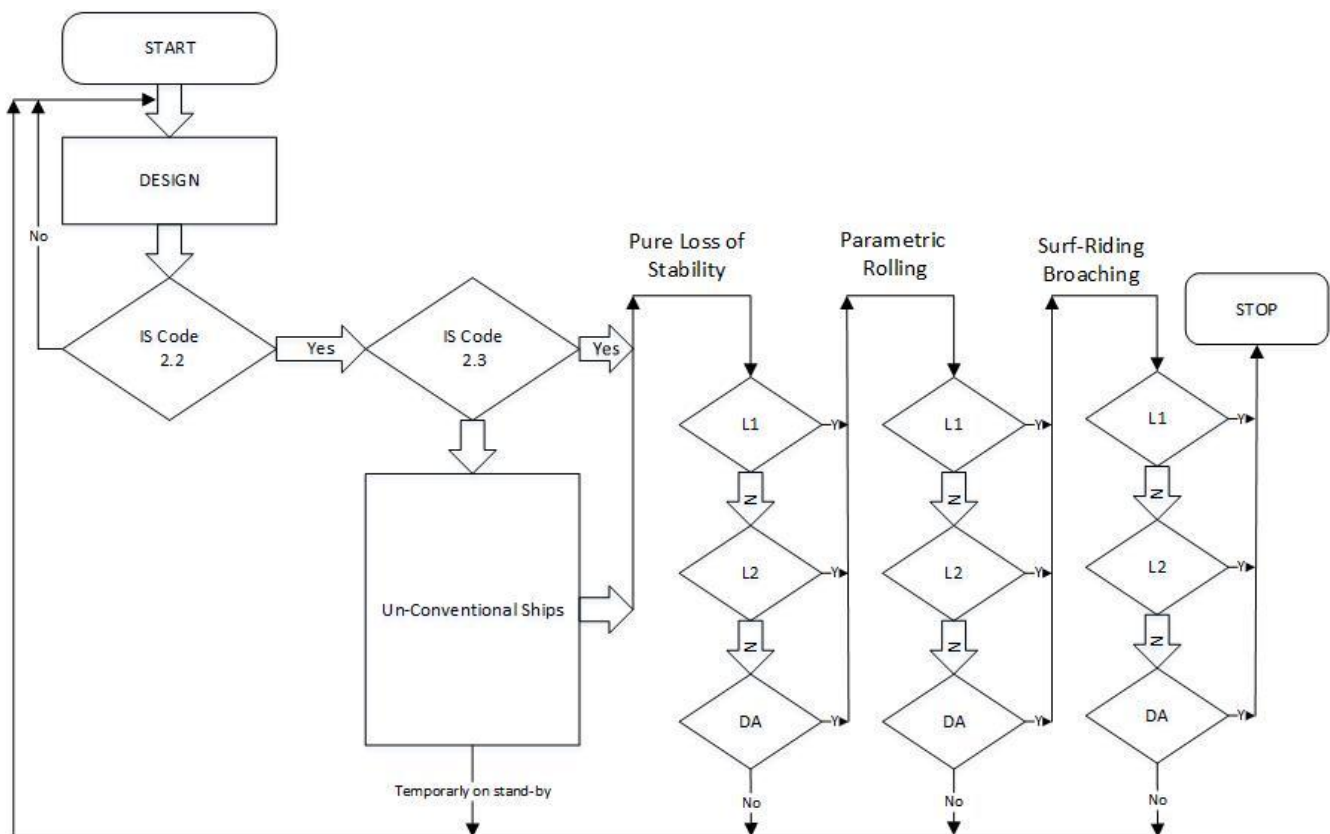 START
DESIGN
No
IS Code
2.2
Yes
IS Code
2.3
Yes
Un-Conventional Ships
Temporarly on stand-by
Pure Loss of
Stability
L1
Y
N
L2
Y
N
DA
Y
No
Parametric
Rolling
L1
Y
N
L2
Y
N
DA
Y
No
Surf-Riding
Broaching
L1
Y
N
L2
Y
N
DA
Y
No
STOP